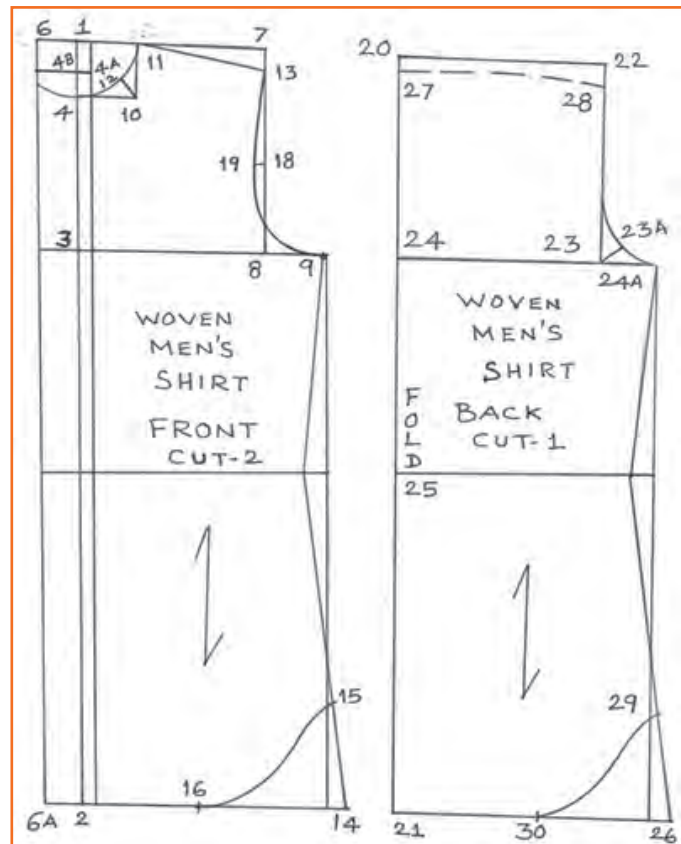 6 1 7
4B 4A 11 13
12
4 10
19 18
3
8 9
WOVEN
MEN'S
SHIRT
FRONT
CUT-2
15
16
6A 2 14
20 22
27 28
23A
24 23
24A
WOVEN
MEN'S
SHIRT
BACK
CUT-1
FOLD
25
29
21 30 26